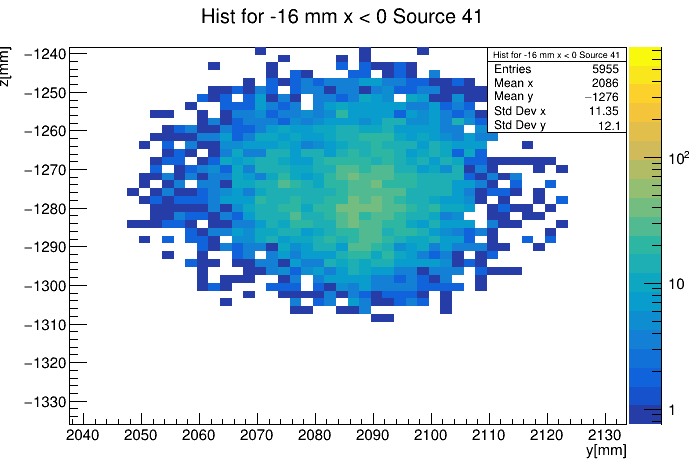 Hist for -16 mm x < 0 Source 41
z[mm]
−1240
−1250
−1260
−1270
−1280
−1290
−1300
−1310
−1320
−1330
2040 2050 2060 2070 2080 2090 2100 2110 2120 2130
y[mm]
Hist for -16 mm x < 0 Source 41
Entries 5955
Mean x 2086
Mean y −1276
Std Dev x 11.35
Std Dev y 12.1
10²
10
1